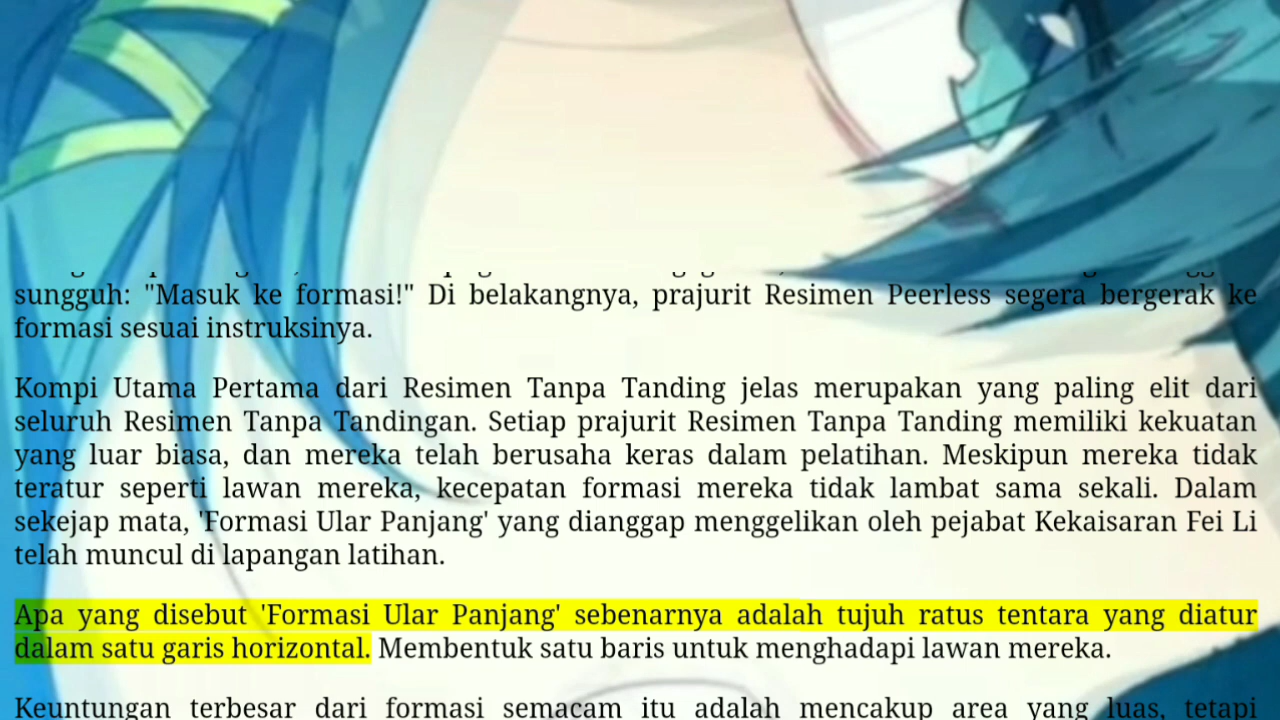 sungguh: "Masuk ke formasi!" Di belakangnya, prajurit Resimen Peerless segera bergerak ke
formasi sesuai instruksinya.
Kompi Utama Pertama dari Resimen Tanpa Tanding jelas merupakan yang paling elit dari
seluruh Resimen Tanpa Tandingan. Setiap prajurit Resimen Tanpa Tanding memiliki kekuatan
yang luar biasa, dan mereka telah berusaha keras dalam pelatihan. Meskipun mereka tidak
teratur seperti lawan mereka, kecepatan formasi mereka tidak lambat sama sekali. Dalam
sekejap mata, 'Formasi Ular Panjang' yang dianggap menggelikan oleh pejabat Kekaisaran Fei Li
telah muncul di lapangan latihan.
Apa yang disebut 'Formasi Ular Panjang' sebenarnya adalah tujuh ratus tentara yang diatur
dalam satu garis horizontal. Membentuk satu baris untuk menghadapi lawan mereka.
Keuntungan terbesar dari formasi semacam itu adalah mencakup area yang luas, tetapi